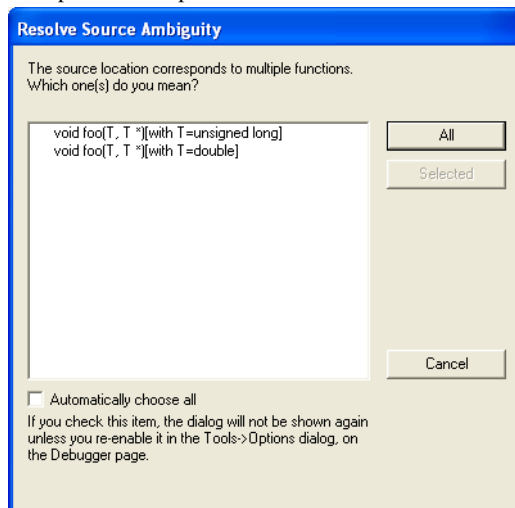 Resolve Source Ambiguity
The source location corresponds to multiple functions.
Which one(s) do you mean?
void foo(T, T *)[with T=unsigned long]
void foo(T, T *)[with T=double]
All
Selected
Cancel
Automatically choose all
If you check this item, the dialog will not be shown again
unless you re-enable it in the Tools->Options dialog, on
the Debugger page.